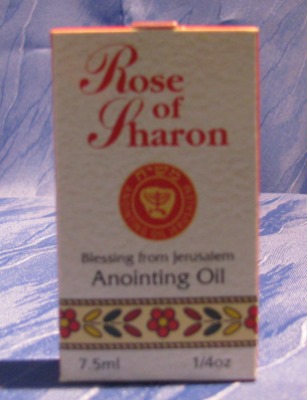 Rose
of
Sharon
Blessing from Jerusalem
Anointing Oil
7.5ml 1/4oz